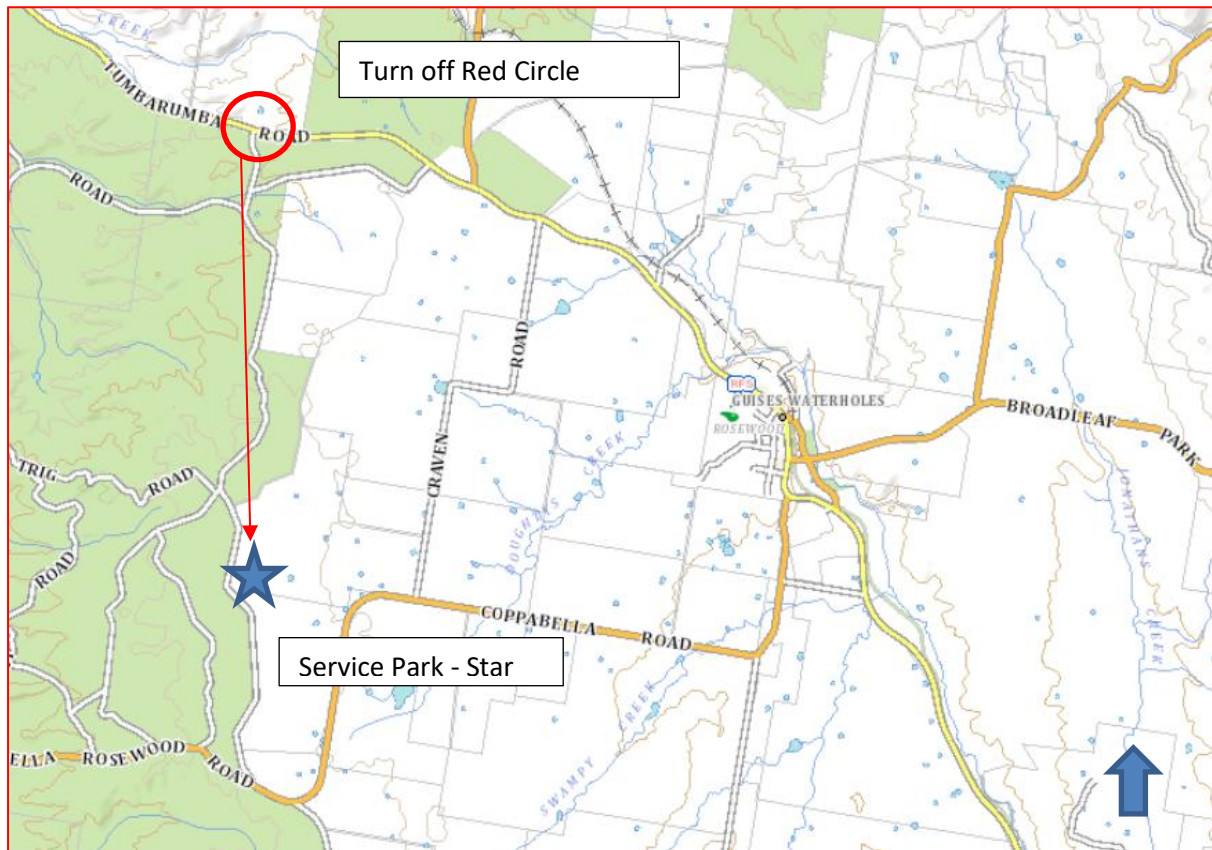 CREEK
Turn off Red Circle
TUMBARUMBA ROAD
ROAD
ROAD
RFS
GUISES WATERHOLES
ROSEWOOD
BROADLEAF PARK
CRAVEN
TRIG ROAD
DOUGHERS CREEK
JONATHANS CREEK
ROAD
COPPABELLA ROAD
Service Park - Star
ELLA ROSEWOOD ROAD
SWAMPY CREEK